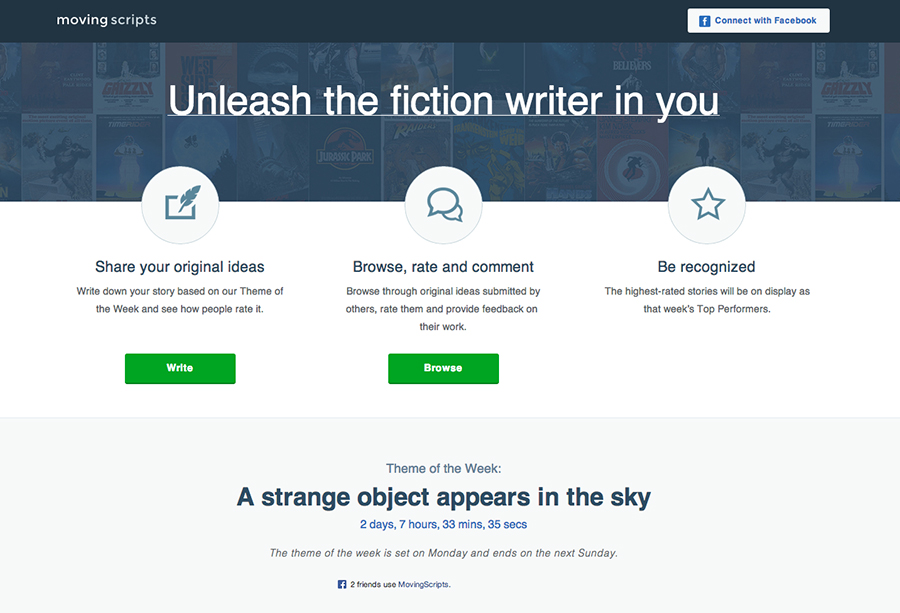 moving scripts
Connect with Facebook
BELIEVERS
GRIZZLY
GRIZZLY
Unleash the fiction writer in you
JURASSIC PARK
Share your original ideas
Browse, rate and comment
Be recognized
Write down your story based on our Theme of
the Week and see how people rate it.
Browse through original ideas submitted by
others, rate them and provide feedback on
their work.
The highest-rated stories will be on display as
that week's Top Performers.
Write
Browse
Theme of the Week:
A strange object appears in the sky
2 days, 7 hours, 33 mins, 35 secs
The theme of the week is set on Monday and ends on the next Sunday.
2 friends use MovingScripts.